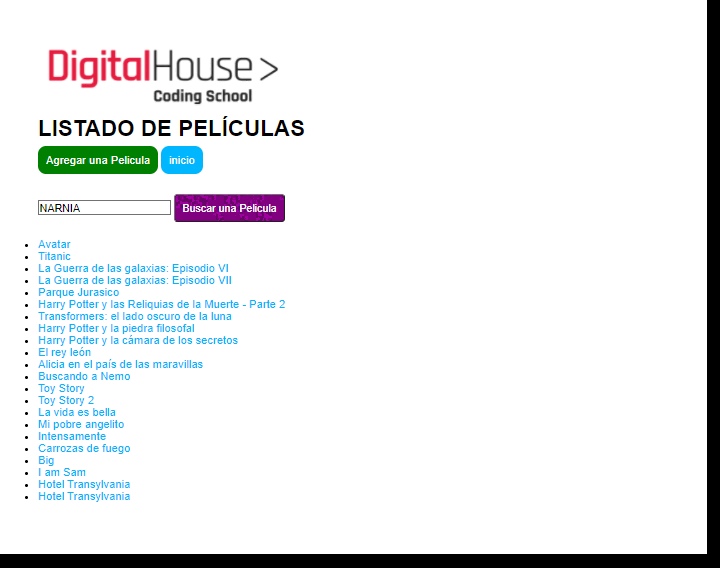 DigitalHouse >
Coding School
LISTADO DE PELÍCULAS
Agregar una Pelicula inicio
NARNIA Buscar una Pelicula
Avatar
Titanic
La Guerra de las galaxias: Episodio VI
La Guerra de las galaxias: Episodio VII
Parque Jurasico
Harry Potter y las Reliquias de la Muerte - Parte 2
Transformers: el lado oscuro de la luna
Harry Potter y la piedra filosofal
Harry Potter y la cámara de los secretos
El rey león
Alicia en el país de las maravillas
Buscando a Nemo
Toy Story
Toy Story 2
La vida es bella
Mi pobre angelito
Intensamente
Carrozas de fuego
Big
I am Sam
Hotel Transylvania
Hotel Transylvania